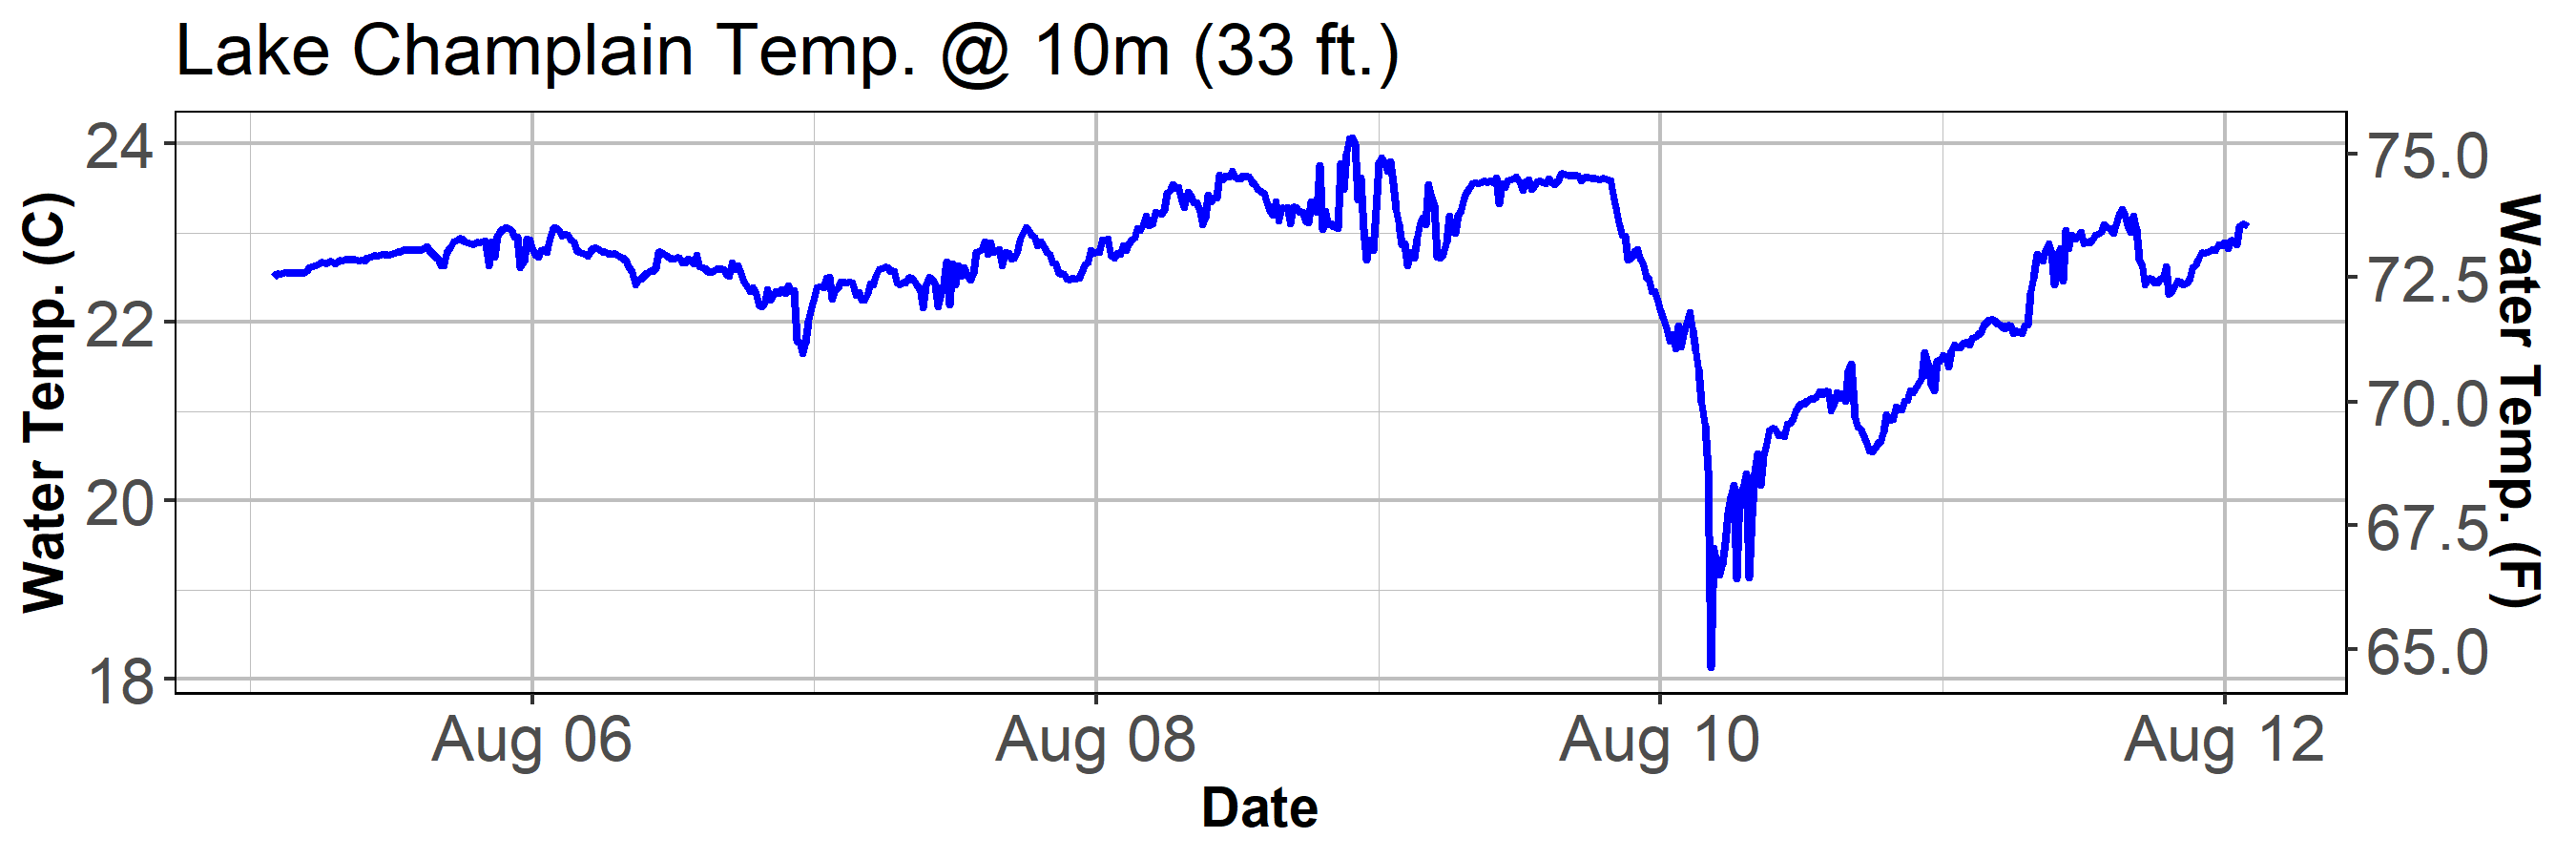 Lake Champlain Temp. @ 10m (33 ft.)
Water Temp. (C)
24
22
20
18
75.0
72.5
70.0
67.5
65.0
Water Temp. (F)
Aug 06 Aug 08 Aug 10 Aug 12
Date